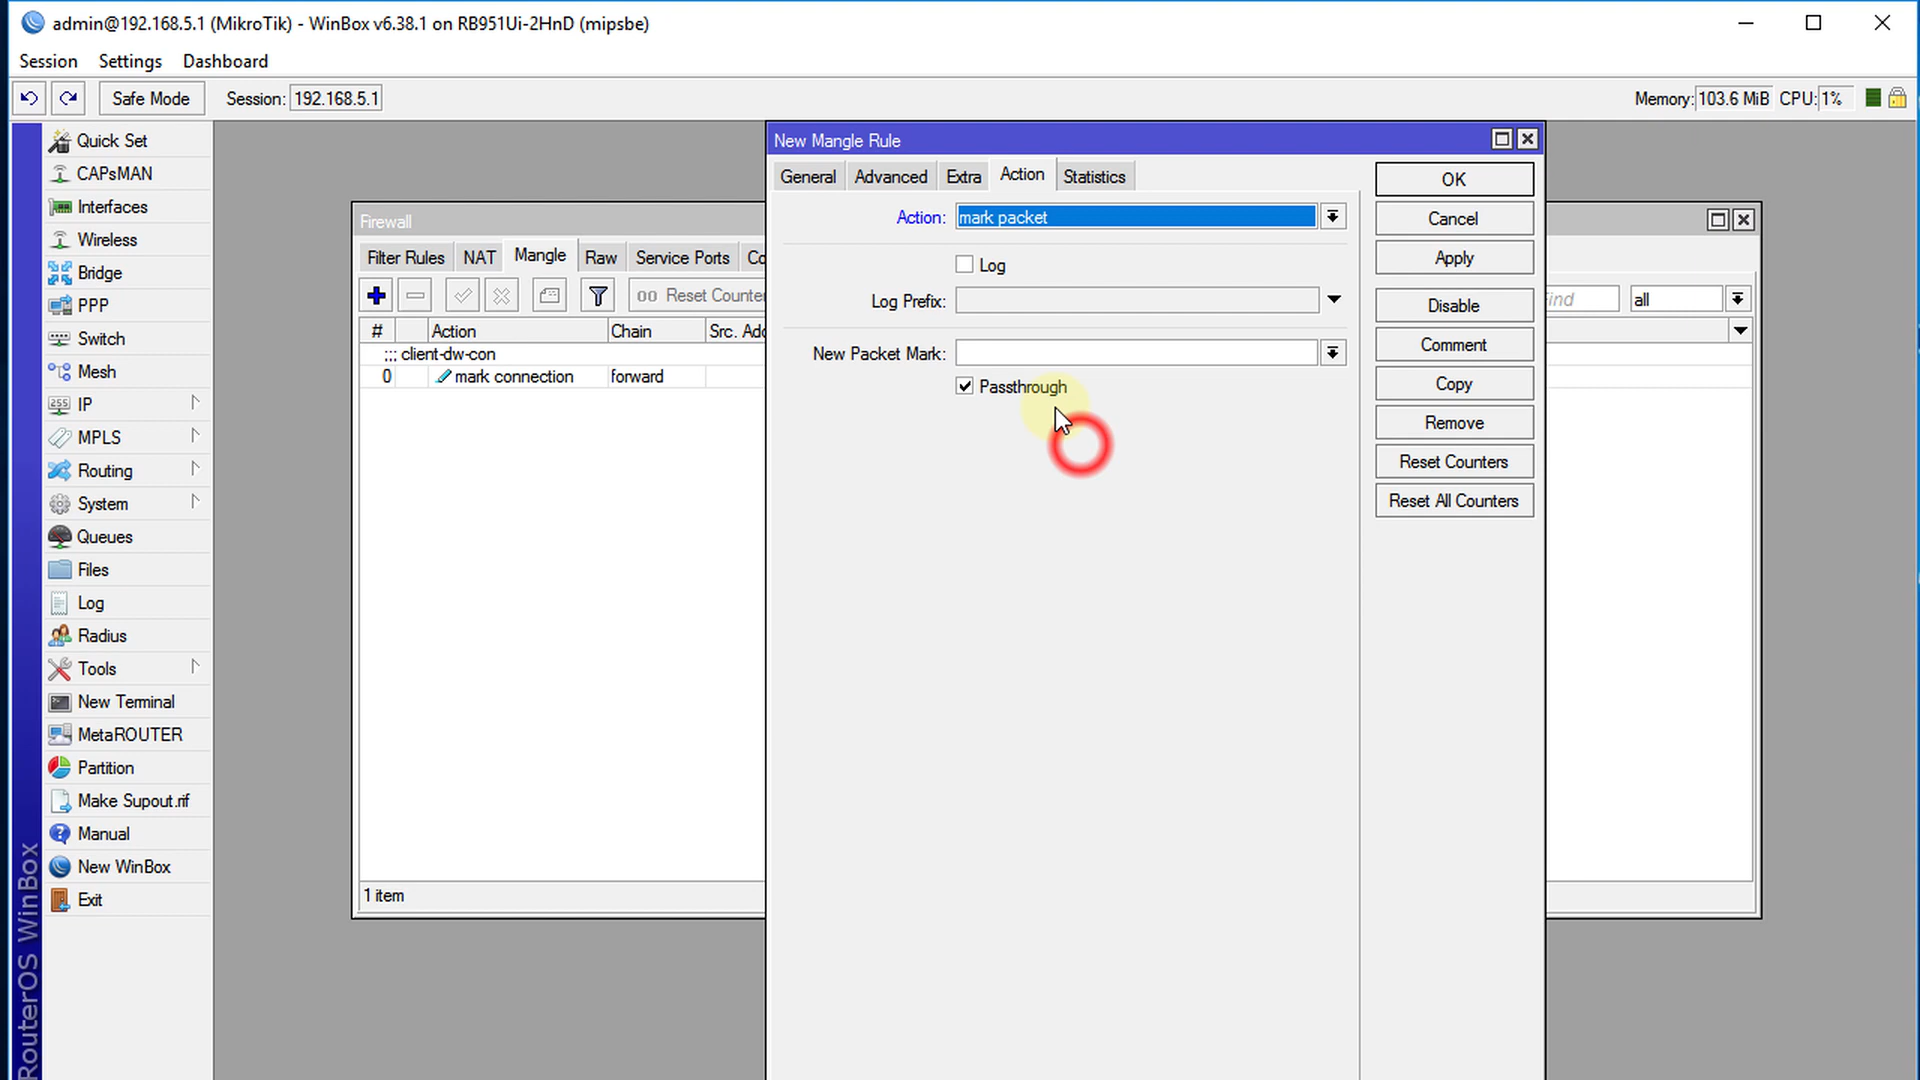 admin@192.168.5.1 (MikroTik) - WinBox v6.38.1 on RB951Ui-2HnD (mipsbe)
Session Settings Dashboard
Safe Mode Session: 192.168.5.1 Memory: 103.6 MiB CPU: 1%
Quick Set
CAPsMAN
Interfaces
Wireless
Bridge
PPP
Switch
Mesh
255 IP
MPLS
Routing
System
Queues
Files
Log
Radius
Tools
New Terminal
MetaROUTER
Partition
Make Supout.rif
Manual
New WinBox
Exit
RouterOS WinBox
Firewall
Filter Rules NAT Mangle Raw Service Ports Co
00 Reset Counter
ind all
# Action Chain Src. Add
;;; client-dw-con
0 mark connection forward
1 item
New Mangle Rule
General Advanced Extra Action Statistics
Action: mark packet
Log
Log Prefix:
New Packet Mark:
Passthrough
OK
Cancel
Apply
Disable
Comment
Copy
Remove
Reset Counters
Reset All Counters